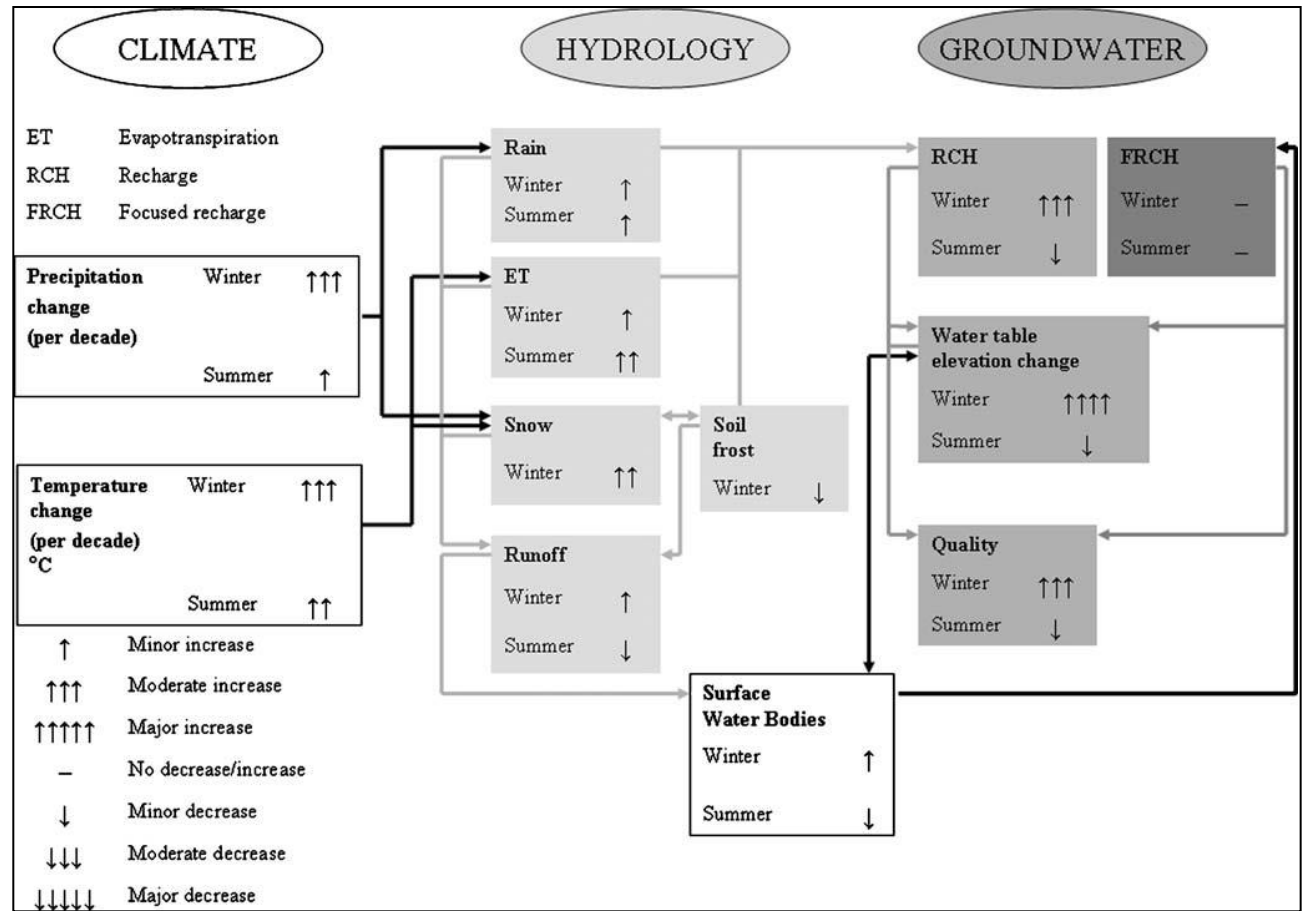 CLIMATE
HYDROLOGY
GROUNDWATER
ET Evapotranspiration
RCH Recharge
FRCH Focused recharge
Precipitation Winter ↑↑↑
change
(per decade)
Summer ↑
Temperature Winter ↑↑↑
change
(per decade)
°C
Summer ↑↑
↑ Minor increase
↑↑↑ Moderate increase
↑↑↑↑↑ Major increase
– No decrease/increase
↓ Minor decrease
↓↓↓ Moderate decrease
↓↓↓↓↓ Major decrease
Rain
Winter ↑
Summer ↑
ET
Winter ↑
Summer ↑↑
Snow
Winter ↑↑
Soil
frost
Winter ↓
Runoff
Winter ↑
Summer ↓
Surface
Water Bodies
Winter ↑
Summer ↓
RCH
Winter ↑↑↑
Summer ↓
FRCH
Winter –
Summer –
Water table
elevation change
Winter ↑↑↑↑
Summer ↓
Quality
Winter ↑↑↑
Summer ↓